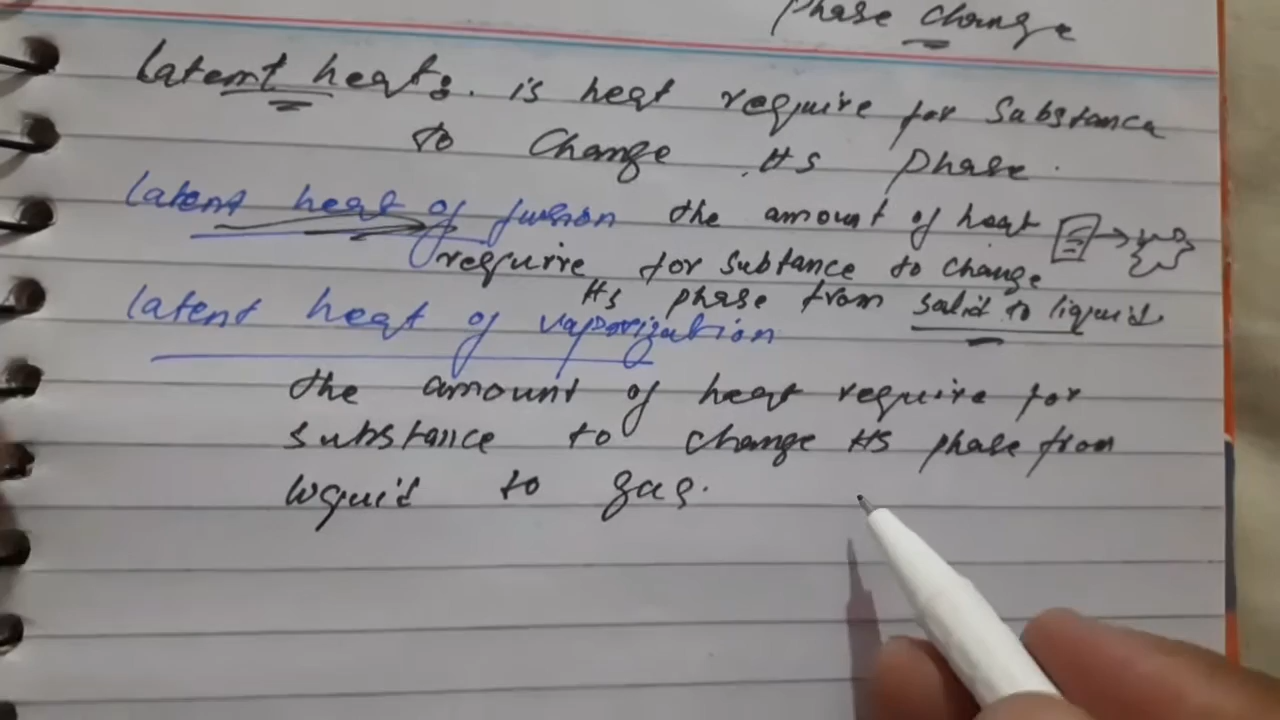 Phase change
latent heat: is heat require for Substance
to Change its phase.
latent heat of fusion the amount of heat
require for subtance to change
its phase from solid to liquid
latent heat of vaporization
the amount of heat require for
substance to change its phase from
liquid to gas.